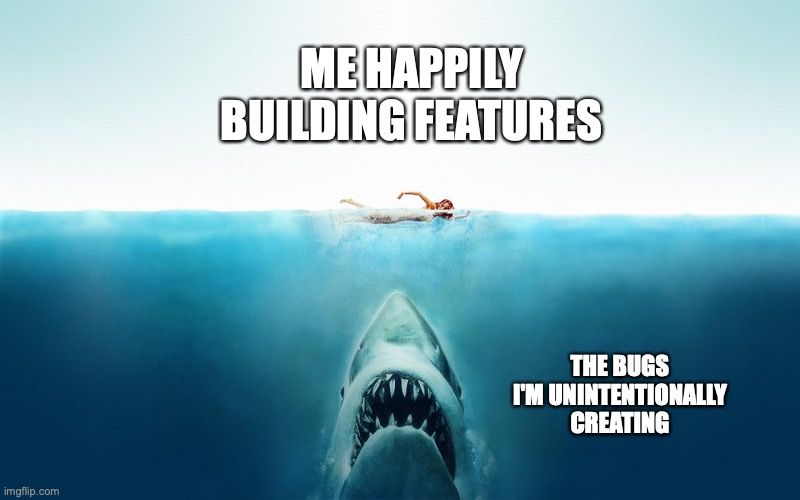 ME HAPPILY
BUILDING FEATURES
THE BUGS
I'M UNINTENTIONALLY
CREATING
imgflip.com